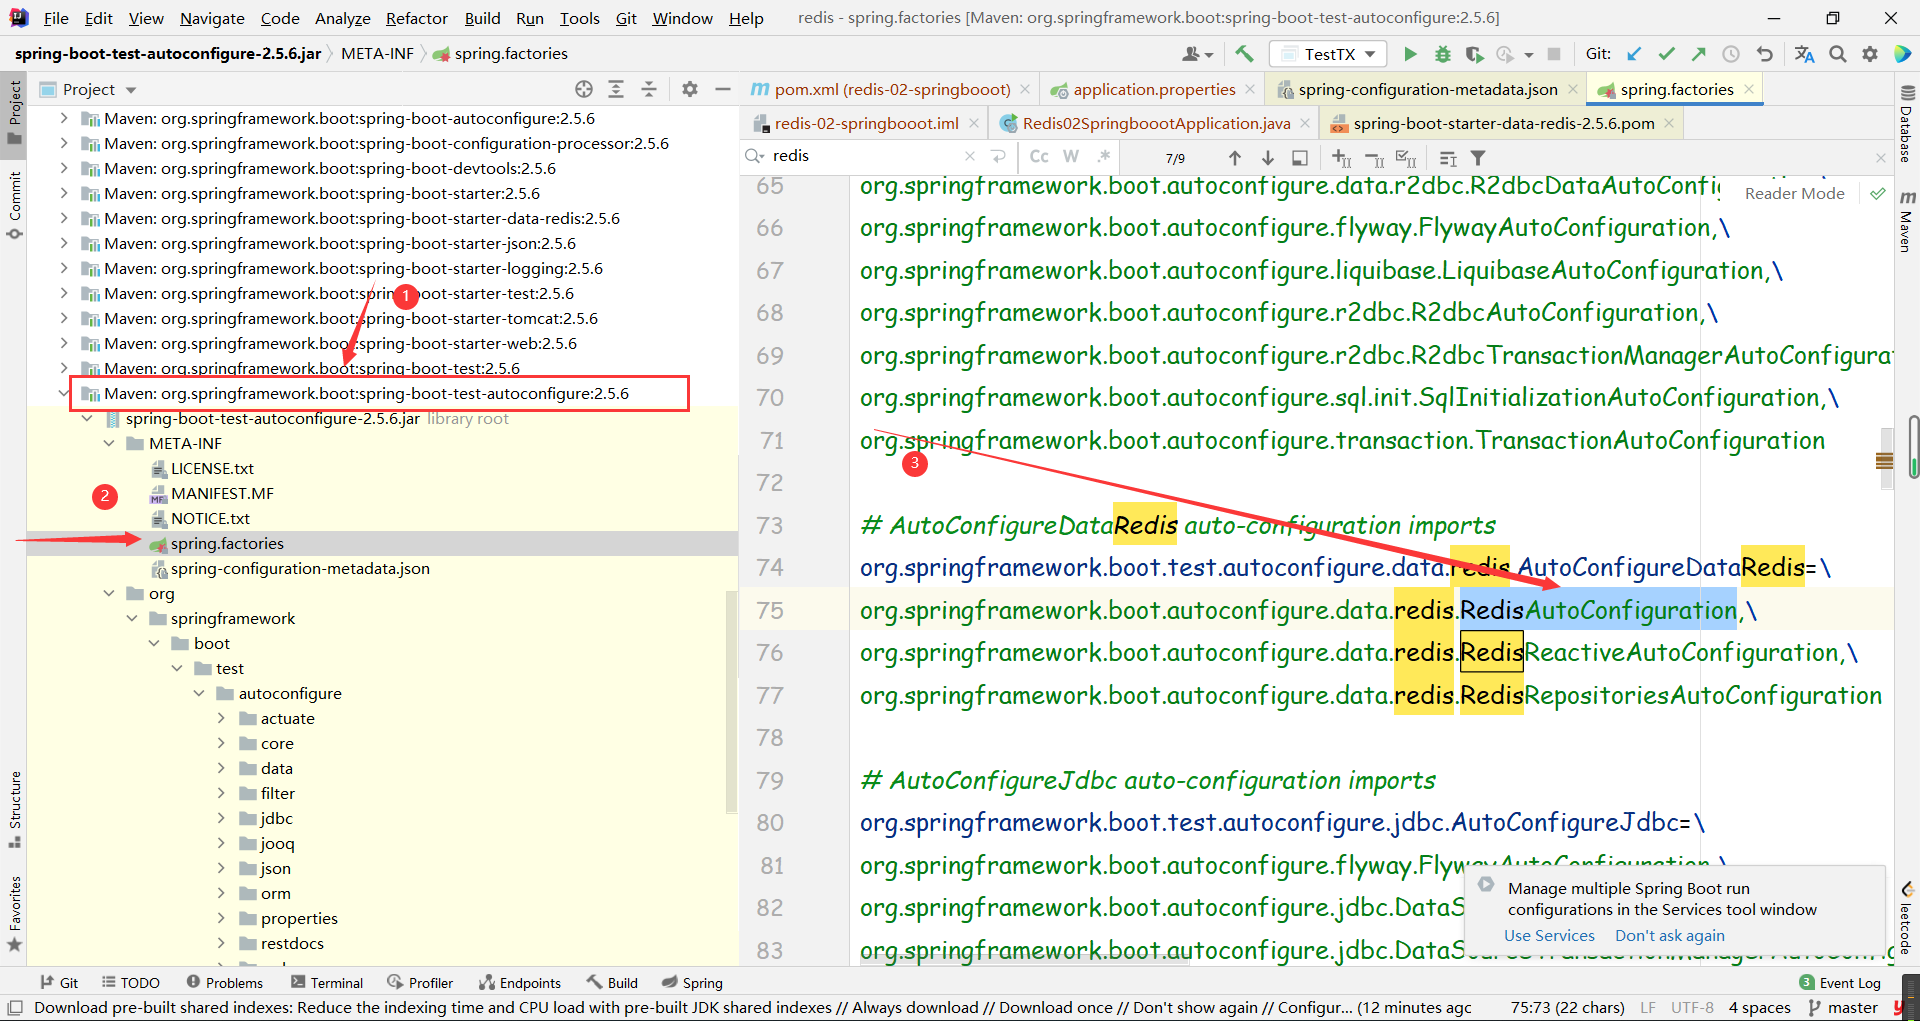 File Edit View Navigate Code Analyze Refactor Build Run Tools Git Window Help redis - spring.factories [Maven: org.springframework.boot:spring-boot-test-autoconfigure:2.5.6]
spring-boot-test-autoconfigure-2.5.6.jar META-INF spring.factories TestTX Git:
Project
pom.xml (redis-02-springbooot) application.properties spring-configuration-metadata.json spring.factories
redis-02-springbooot.iml Redis02SpringboootApplication.java spring-boot-starter-data-redis-2.5.6.pom
redis Cc W .* 7/9
Reader Mode
Project
Commit
Structure
Favorites
Maven: org.springframework.boot:spring-boot-autoconfigure:2.5.6
Maven: org.springframework.boot:spring-boot-configuration-processor:2.5.6
Maven: org.springframework.boot:spring-boot-devtools:2.5.6
Maven: org.springframework.boot:spring-boot-starter:2.5.6
Maven: org.springframework.boot:spring-boot-starter-data-redis:2.5.6
Maven: org.springframework.boot:spring-boot-starter-json:2.5.6
Maven: org.springframework.boot:spring-boot-starter-logging:2.5.6
Maven: org.springframework.boot:spring-boot-starter-test:2.5.6
1
Maven: org.springframework.boot:spring-boot-starter-tomcat:2.5.6
Maven: org.springframework.boot:spring-boot-starter-web:2.5.6
Maven: org.springframework.boot:spring-boot-test:2.5.6
Maven: org.springframework.boot:spring-boot-test-autoconfigure:2.5.6
spring-boot-test-autoconfigure-2.5.6.jar library root
META-INF
LICENSE.txt
2
MANIFEST.MF
NOTICE.txt
spring.factories
spring-configuration-metadata.json
org
springframework
boot
test
autoconfigure
actuate
core
data
filter
jdbc
jooq
json
orm
properties
restdocs
65 org.springframework.boot.autoconfigure.data.r2dbc.R2dbcDataAutoConfi
66 org.springframework.boot.autoconfigure.flyway.FlywayAutoConfiguration,\
67 org.springframework.boot.autoconfigure.liquibase.LiquibaseAutoConfiguration,\
68 org.springframework.boot.autoconfigure.r2dbc.R2dbcAutoConfiguration,\
69 org.springframework.boot.autoconfigure.r2dbc.R2dbcTransactionManagerAutoConfigurat
70 org.springframework.boot.autoconfigure.sql.init.SqlInitializationAutoConfiguration,\
71 org.springframework.boot.autoconfigure.transaction.TransactionAutoConfiguration
3
72
73 # AutoConfigureDataRedis auto-configuration imports
74 org.springframework.boot.test.autoconfigure.data.redis.AutoConfigureDataRedis=\
75 org.springframework.boot.autoconfigure.data.redis.RedisAutoConfiguration,\
76 org.springframework.boot.autoconfigure.data.redis.RedisReactiveAutoConfiguration,\
77 org.springframework.boot.autoconfigure.data.redis.RedisRepositoriesAutoConfiguration
78
79 # AutoConfigureJdbc auto-configuration imports
80 org.springframework.boot.test.autoconfigure.jdbc.AutoConfigureJdbc=\
81 org.springframework.boot.autoconfigure.flyway.FlywayAutoConfiguration,\
82 org.springframework.boot.autoconfigure.jdbc.DataS
83 org.springframework.boot.autoconfigure.jdbc.DataSourceTransactionManagerAutoConfig
Manage multiple Spring Boot run
configurations in the Services tool window
Use Services Don't ask again
Database
Maven
leetcode
Git TODO Problems Terminal Profiler Endpoints Build Spring 3 Event Log
Download pre-built shared indexes: Reduce the indexing time and CPU load with pre-built JDK shared indexes // Always download // Download once // Don't show again // Configur... (12 minutes agc 75:73 (22 chars) LF UTF-8 4 spaces master